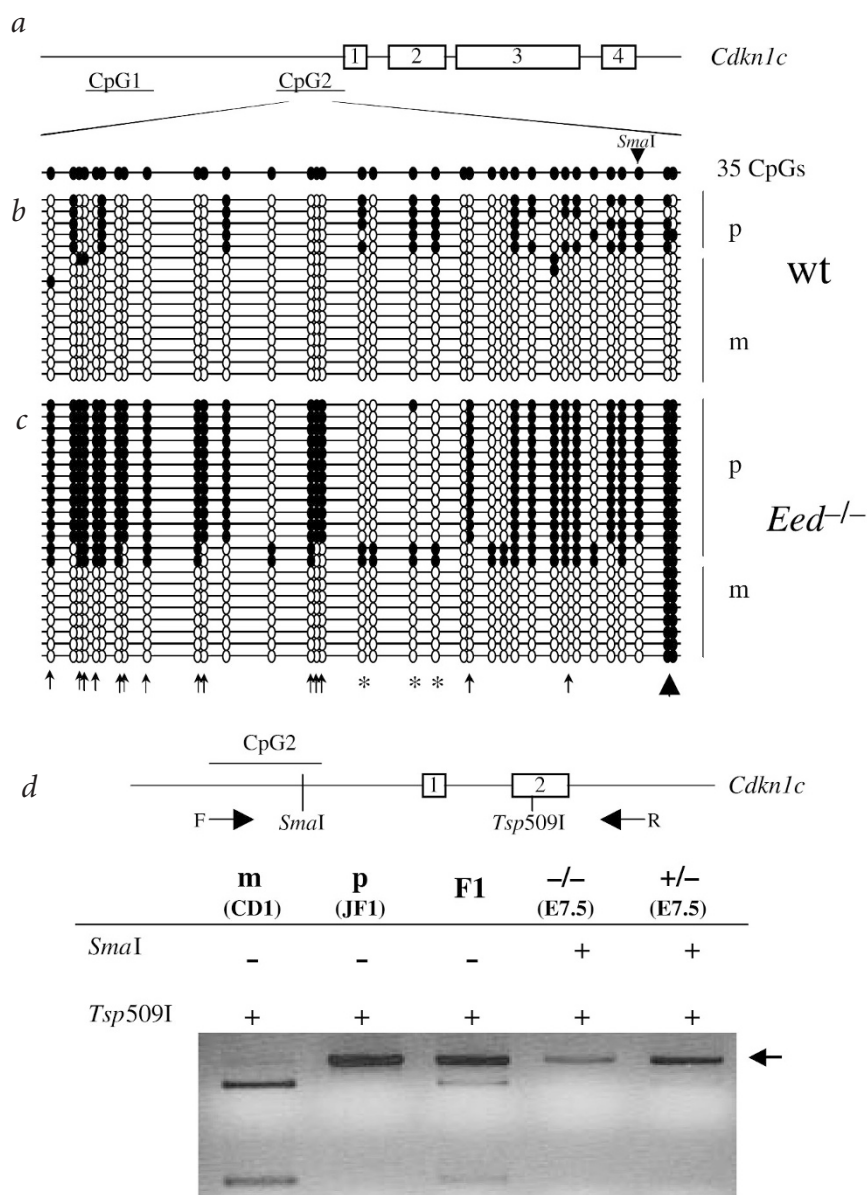 a
1 2 3 4 Cdkn1c
CpG1 CpG2
SmaI
35 CpGs
b
p
wt
m
c
p
Eed–/–
m
* * *
CpG2
d
1 2 Cdkn1c
F SmaI Tsp509I R
m p F1 –/– +/–
(CD1) (JF1) (E7.5) (E7.5)
SmaI – – – + +
Tsp509I + + + + +